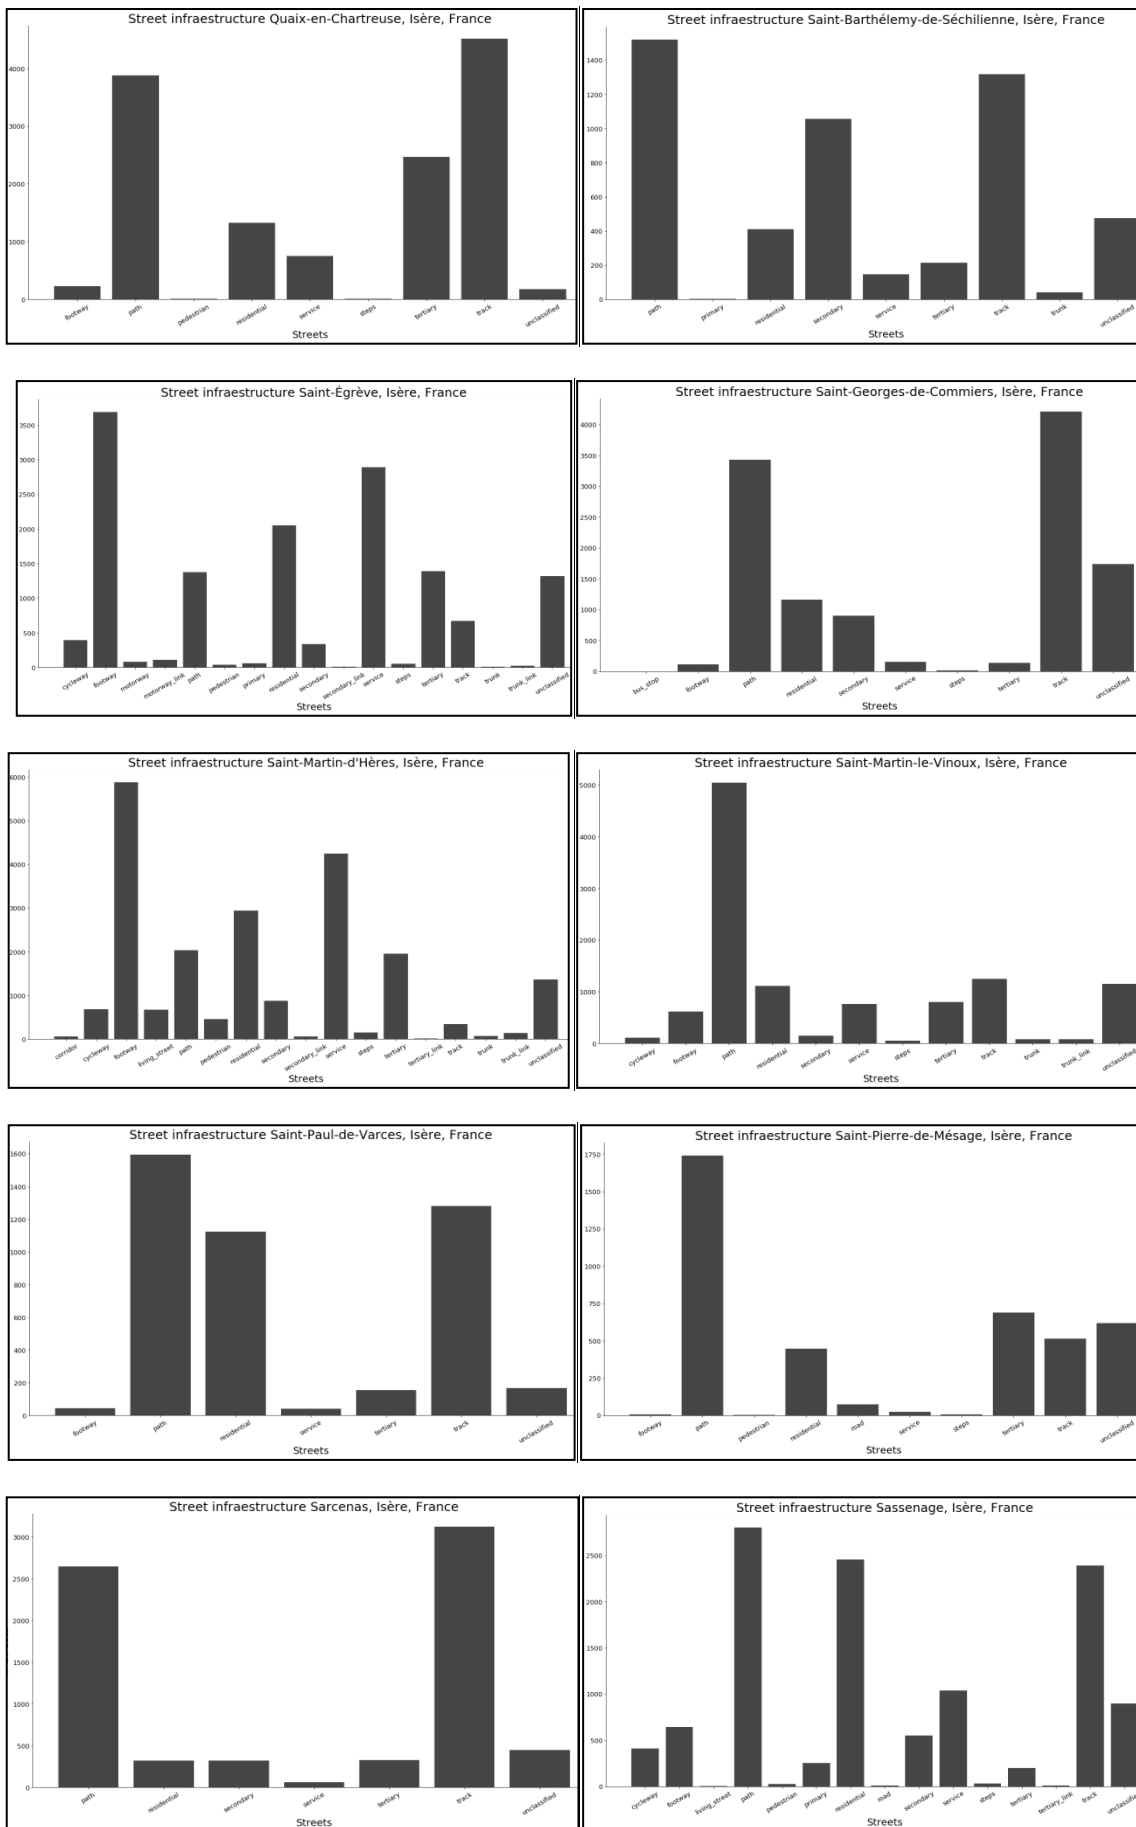 Street infraestructure Quaix-en-Chartreuse, Isère, France
4000
3000
2000
1000
0
footway path pedestrian residential service steps tertiary track unclassified
Streets
Street infraestructure Saint-Barthélemy-de-Séchilienne, Isère, France
1400
1200
1000
800
600
400
200
0
path primary residential secondary service tertiary track trunk unclassified
Streets
Street infraestructure Saint-Égrève, Isère, France
3500
3000
2500
2000
1500
1000
500
0
cycleway footway motorway motorway_link path pedestrian primary residential secondary secondary_link service steps tertiary track trunk trunk_link unclassified
Streets
Street infraestructure Saint-Georges-de-Commiers, Isère, France
4000
3500
3000
2500
2000
1500
1000
500
0
bus_stop footway path residential secondary service steps tertiary track unclassified
Streets
Street infraestructure Saint-Martin-d'Hères, Isère, France
6000
5000
4000
3000
2000
1000
0
corridor cycleway footway living_street path pedestrian residential secondary secondary_link service steps tertiary tertiary_link track trunk trunk_link unclassified
Streets
Street infraestructure Saint-Martin-le-Vinoux, Isère, France
5000
4000
3000
2000
1000
0
cycleway footway path residential secondary service steps tertiary track trunk trunk_link unclassified
Streets
Street infraestructure Saint-Paul-de-Varces, Isère, France
1600
1400
1200
1000
800
600
400
200
0
footway path residential service tertiary track unclassified
Streets
Street infraestructure Saint-Pierre-de-Mésage, Isère, France
1750
1500
1250
1000
750
500
250
0
footway path pedestrian residential road service steps tertiary track unclassified
Streets
Street infraestructure Sarcenas, Isère, France
3000
2500
2000
1500
1000
500
0
path residential secondary service tertiary track unclassified
Streets
Street infraestructure Sassenage, Isère, France
2500
2000
1500
1000
500
0
cycleway footway living_street path pedestrian primary residential road secondary service steps tertiary tertiary_link track unclassified
Streets